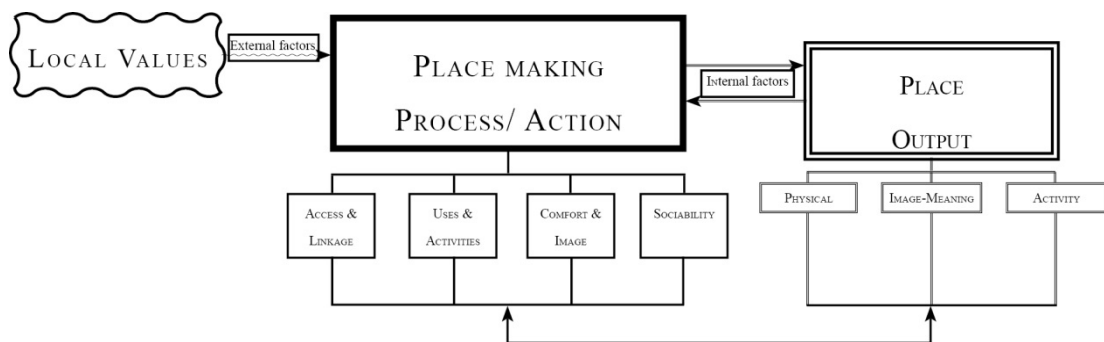 LOCAL VALUES
External factors
PLACE MAKING
PROCESS/ ACTION
Internal factors
PLACE
OUTPUT
ACCESS &
LINKAGE
USES &
ACTIVITIES
COMFORT &
IMAGE
SOCIABILITY
PHYSICAL
IMAGE-MEANING
ACTIVITY